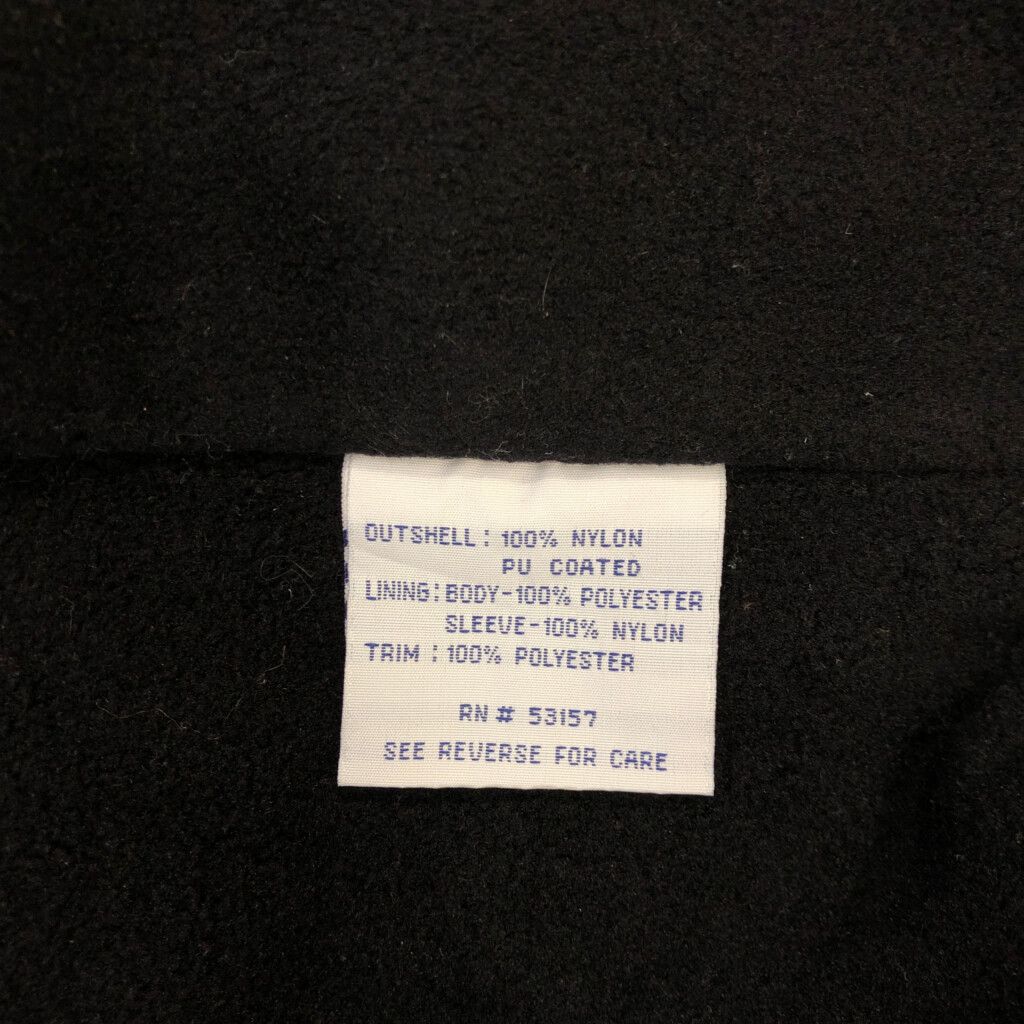 OUTSHELL: 100% NYLON
PU COATED
LINING: BODY-100% POLYESTER
SLEEVE-100% NYLON
TRIM : 100% POLYESTER
RN # 53157
SEE REVERSE FOR CARE